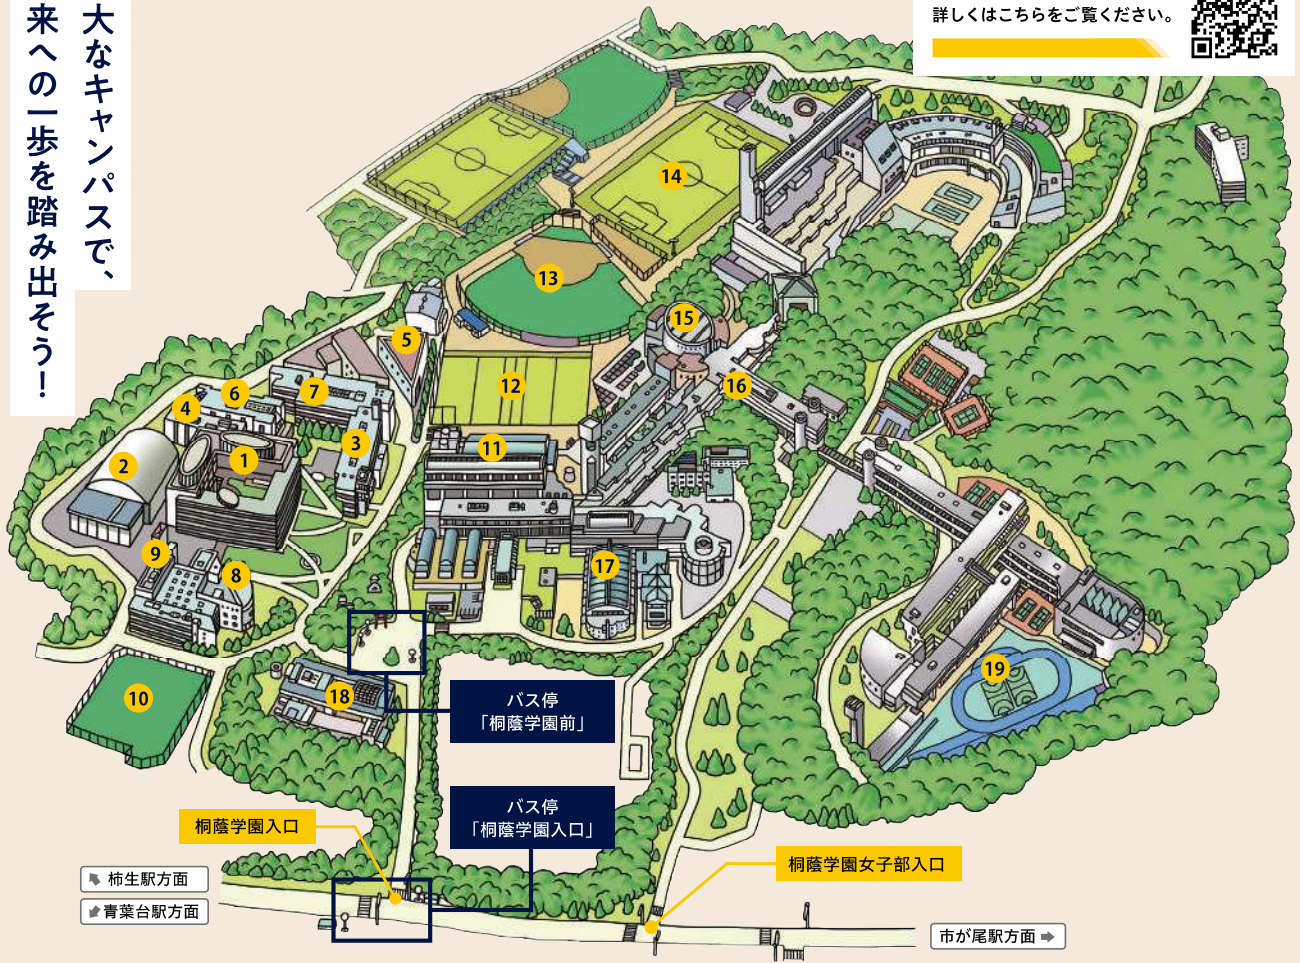 大なキャンパスで、
来への一歩を踏み出そう！
詳しくはこちらをご覧ください。
14
13
15
5
12
16
7
6
4
3
11
1
2
9
17
8
19
18
10
バス停
「桐蔭学園前」
バス停
「桐蔭学園入口」
桐蔭学園入口
桐蔭学園女子部入口
柿生駅方面
青葉台駅方面
市が尾駅方面